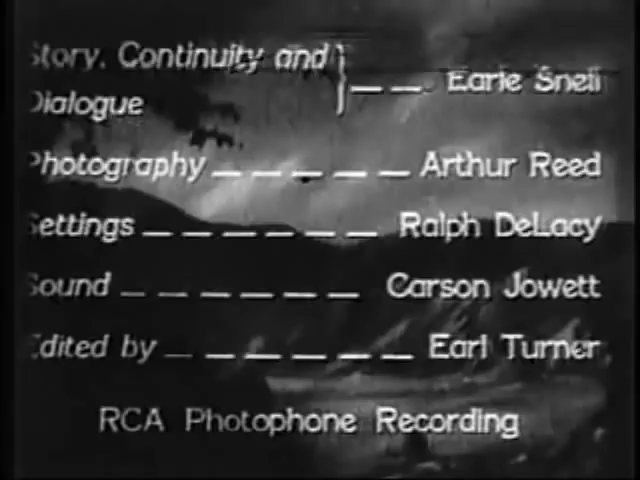 Story, Continuity and
Dialogue } __ Earle Snell
Photography _ _ _ _ _ Arthur Reed
Settings _ _ _ _ _ _ Ralph DeLacy
Sound _ _ _ _ _ _ Carson Jowett
Edited by _ _ _ _ _ _ Earl Turner
RCA Photophone Recording